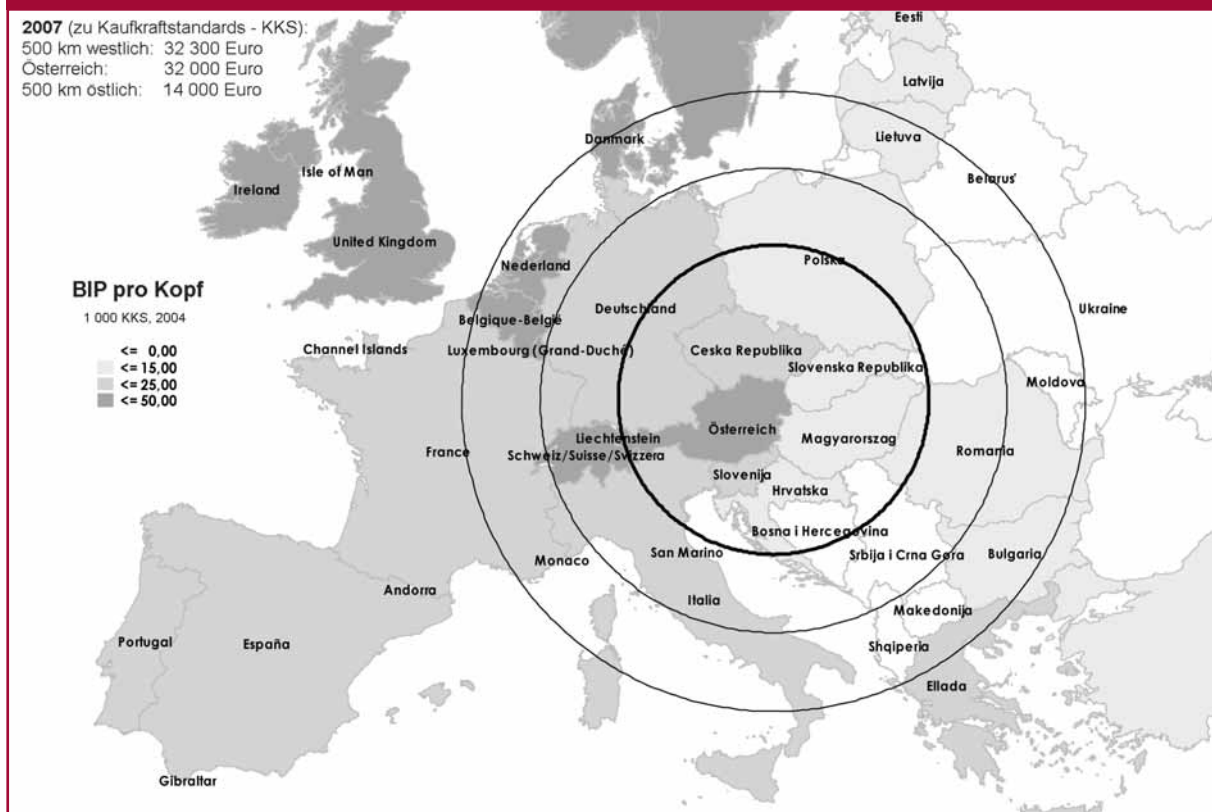 2007 (zu Kaufkraftstandards - KKS):
500 km westlich: 32 300 Euro
Österreich: 32 000 Euro
500 km östlich: 14 000 Euro
Eesti
Latvija
Lietuva
Danmark
Belarus'
Isle of Man
Ireland
United Kingdom
Nederland
Polska
BIP pro Kopf
1 000 KKS, 2004
<= 0,00
<= 15,00
<= 25,00
<= 50,00
Deutschland
Ukraine
Belgique-België
Channel Islands
Luxembourg (Grand-Duché)
Ceska Republika
Slovenska Republika
Moldova
Österreich
Liechtenstein
Magyarorszag
France
Schweiz/Suisse/Svizzera
Romania
Slovenija
Hrvatska
Bosna i Hercegovina
San Marino
Srbija i Crna Gora
Bulgaria
Monaco
Andorra
Italia
Makedonija
Portugal
España
Shqiperia
Ellada
Gibraltar